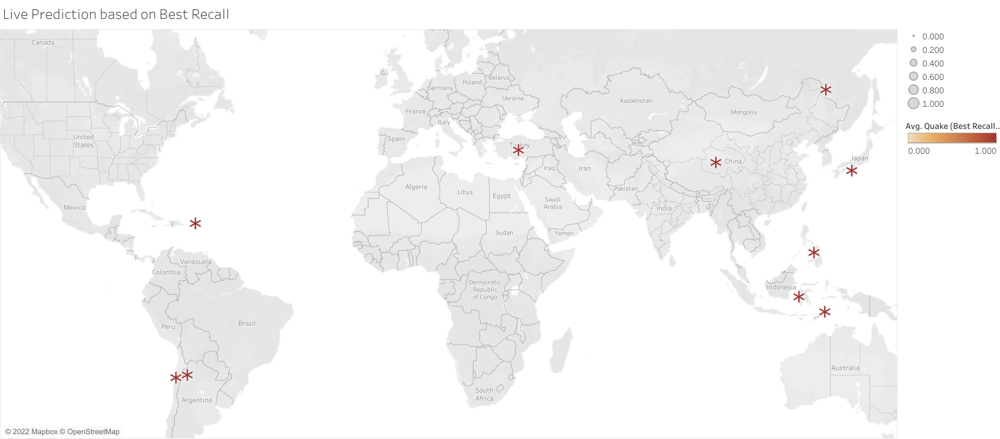 Live Prediction based on Best Recall
Norway
Canada
Belarus
Poland
Germany
Ukraine
Kazakhstan
France
Mongolia
Italy
United
States
Spain
Turkey
Japan
China
Iraq
Iran
Algeria
Pakistan
Libya
Egypt
Saudi
Arabia
Mexico
India
Sudan
Yemen
Venezuela
Colombia
Democratic
Republic
of Congo
Indonesia
Brazil
Peru
Australia
South
Africa
Argentina
© 2022 Mapbox © OpenStreetMap
0.000
0.200
0.400
0.600
0.800
1.000
Avg. Quake (Best Recall..
0.000 1.000